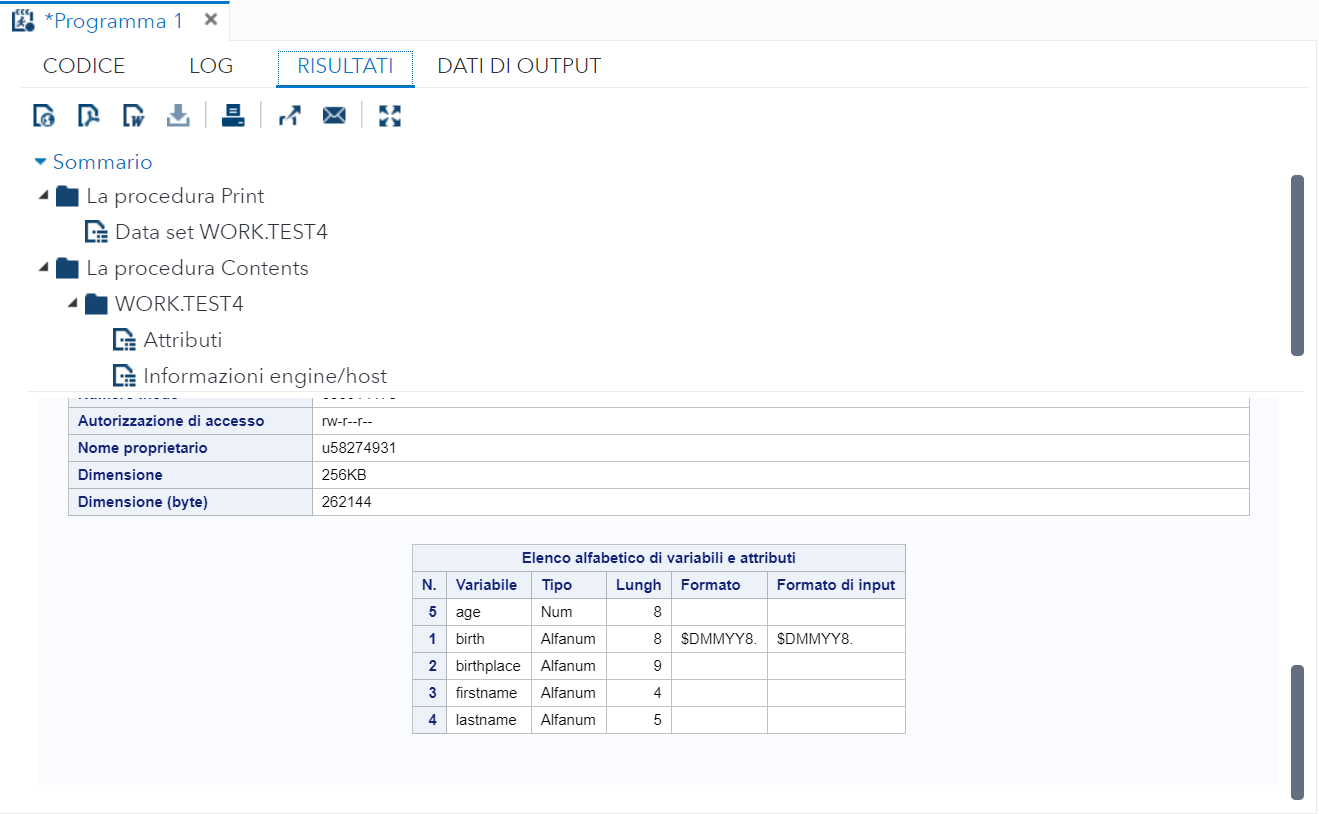 *Programma 1
CODICE LOG RISULTATI DATI DI OUTPUT
Sommario
La procedura Print
Data set WORK.TEST4
La procedura Contents
WORK.TEST4
Attributi
Informazioni engine/host
Autorizzazione di accesso rw-r--r--
Nome proprietario u58274931
Dimensione 256KB
Dimensione (byte) 262144
Elenco alfabetico di variabili e attributi
N. Variabile Tipo Lungh Formato Formato di input
5 age Num 8
1 birth Alfanum 8 $DMMYY8. $DMMYY8.
2 birthplace Alfanum 9
3 firstname Alfanum 4
4 lastname Alfanum 5